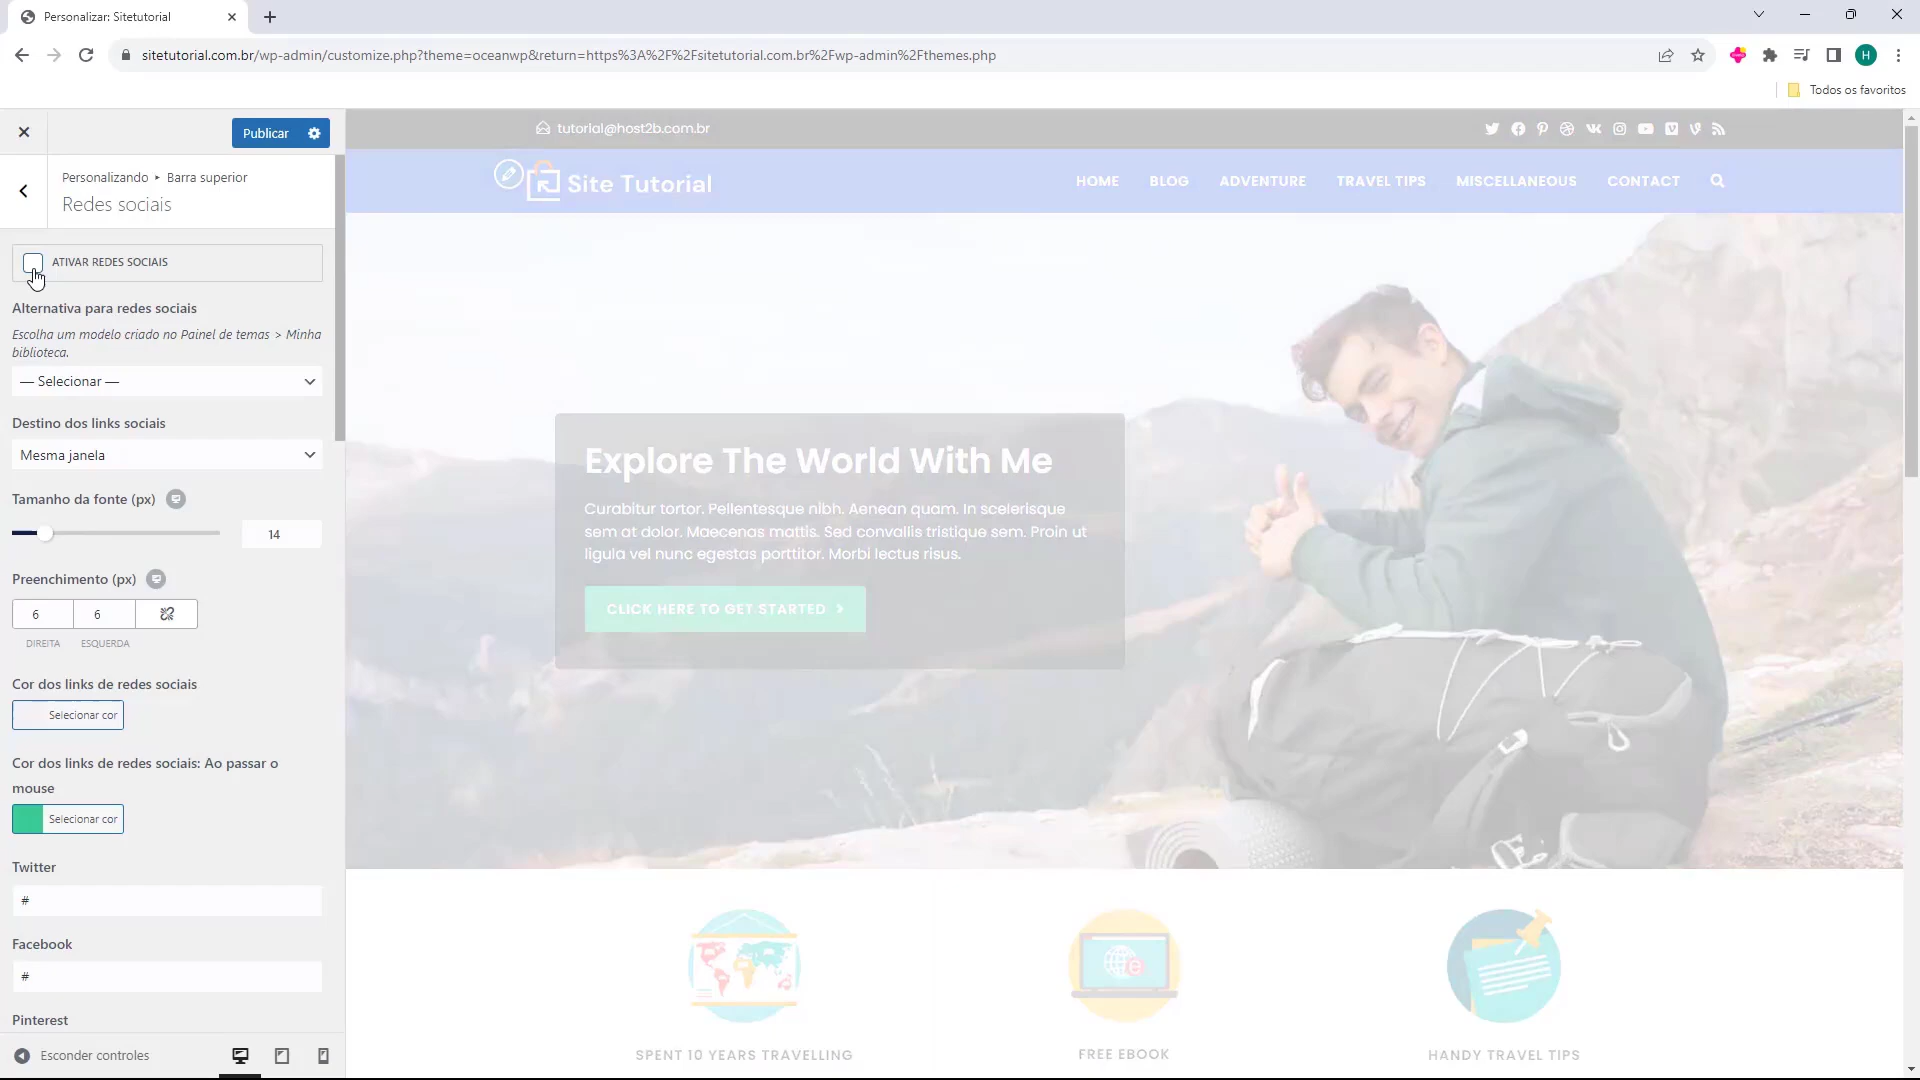 Personalizar: Sitetutorial
sitetutorial.com.br/wp-admin/customize.php?theme=oceanwp&return=https%3A%2F%2Fsitetutorial.com.br%2Fwp-admin%2Fthemes.php
H
Todos os favoritos
Publicar
Personalizando ▸ Barra superior
Redes sociais
ATIVAR REDES SOCIAIS
Alternativa para redes sociais
Escolha um modelo criado no Painel de temas > Minha
biblioteca.
— Selecionar —
Destino dos links sociais
Mesma janela
Tamanho da fonte (px)
14
Preenchimento (px)
6 6
DIREITA ESQUERDA
Cor dos links de redes sociais
Selecionar cor
Cor dos links de redes sociais: Ao passar o
mouse
Selecionar cor
Twitter
#
Facebook
#
Pinterest
Esconder controles
tutorial@host2b.com.br
Site Tutorial
HOME BLOG ADVENTURE TRAVEL TIPS MISCELLANEOUS CONTACT
Explore The World With Me
Curabitur tortor. Pellentesque nibh. Aenean quam. In scelerisque
sem at dolor. Maecenas mattis. Sed convallis tristique sem. Proin ut
ligula vel nunc egestas porttitor. Morbi lectus risus.
CLICK HERE TO GET STARTED >
SPENT 10 YEARS TRAVELLING
FREE EBOOK
HANDY TRAVEL TIPS